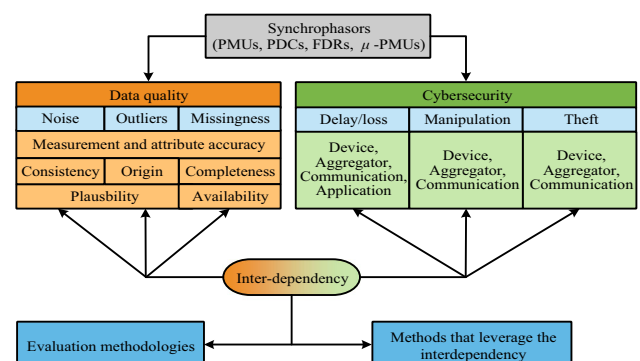 Synchrophasors
(PMUs, PDCs, FDRs, μ-PMUs)
Data quality
Noise
Outliers
Missingness
Measurement and attribute accuracy
Consistency
Origin
Completeness
Plausbility
Availability
Cybersecurity
Delay/loss
Manipulation
Theft
Device,
Aggregator,
Communication,
Application
Device,
Aggregator,
Communication
Device,
Aggregator,
Communication
Inter-dependency
Evaluation methodologies
Methods that leverage the
interdependency